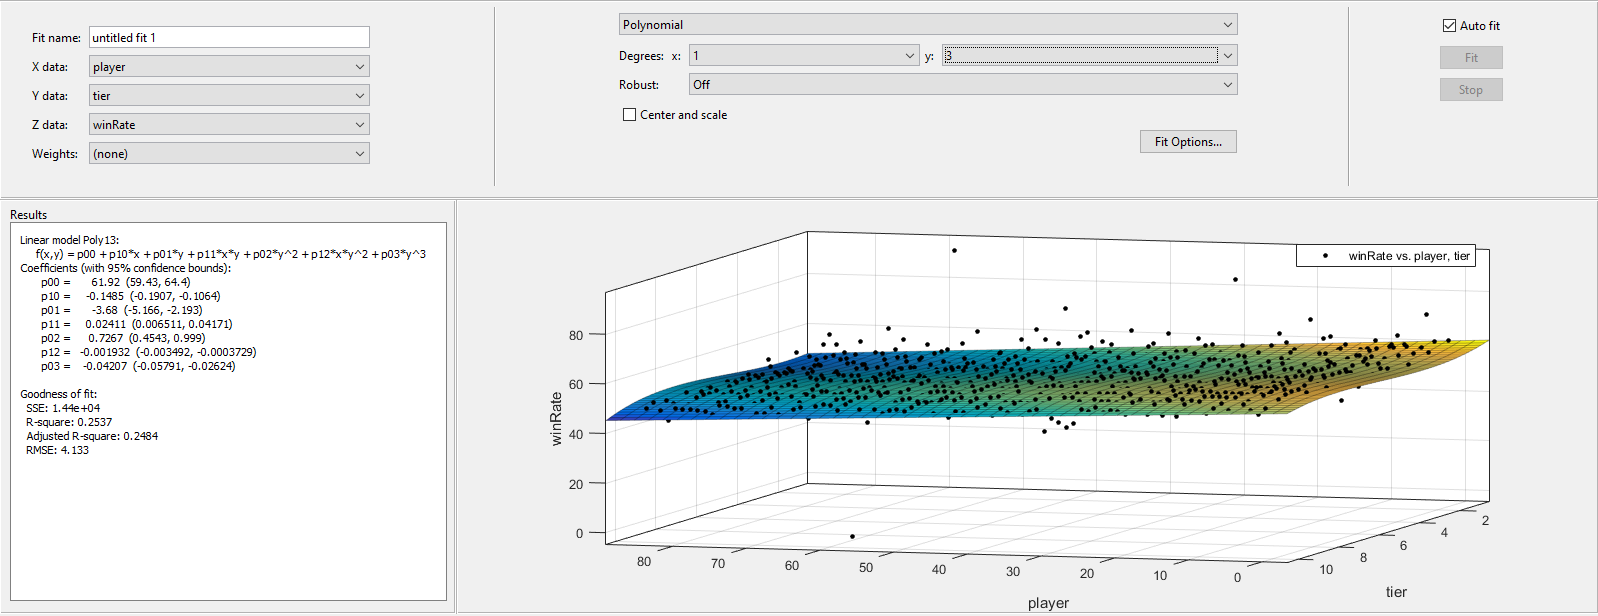 Fit name: untitled fit 1
X data: player
Y data: tier
Z data: winRate
Weights: (none)
Polynomial
Degrees: x: 1 y: 3
Robust: Off
Center and scale
Fit Options...
Auto fit
Fit
Stop
Results
Linear model Poly13:
f(x,y) = p00 + p10*x + p01*y + p11*x*y + p02*y^2 + p12*x*y^2 + p03*y^3
Coefficients (with 95% confidence bounds):
p00 = 61.92 (59.43, 64.4)
p10 = -0.1485 (-0.1907, -0.1064)
p01 = -3.68 (-5.166, -2.193)
p11 = 0.02411 (0.006511, 0.04171)
p02 = 0.7267 (0.4543, 0.999)
p12 = -0.001932 (-0.003492, -0.0003729)
p03 = -0.04207 (-0.05791, -0.02624)
Goodness of fit:
SSE: 1.44e+04
R-square: 0.2537
Adjusted R-square: 0.2484
RMSE: 4.133
winRate vs. player, tier
80
60
40
20
0
winRate
80 70 60 50 40 30 20 10 0
player
10 8 6 4 2
tier